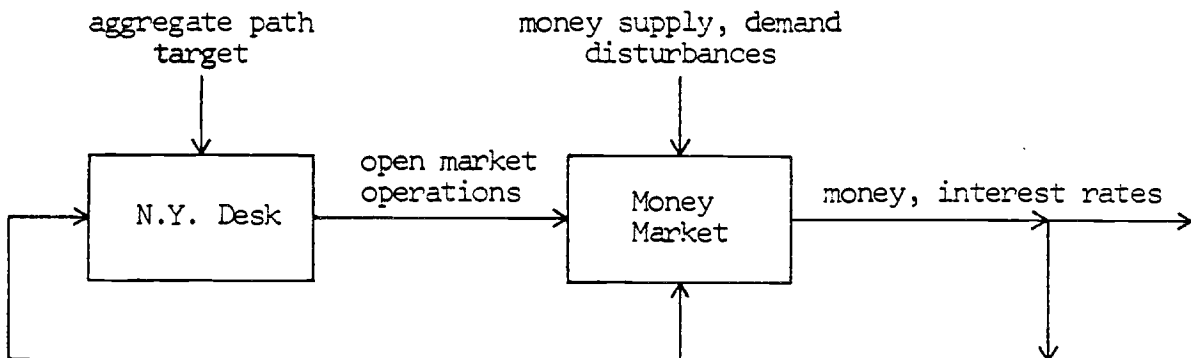 aggregate path
target
money supply, demand
disturbances
open market
operations
N.Y. Desk
Money
Market
money, interest rates